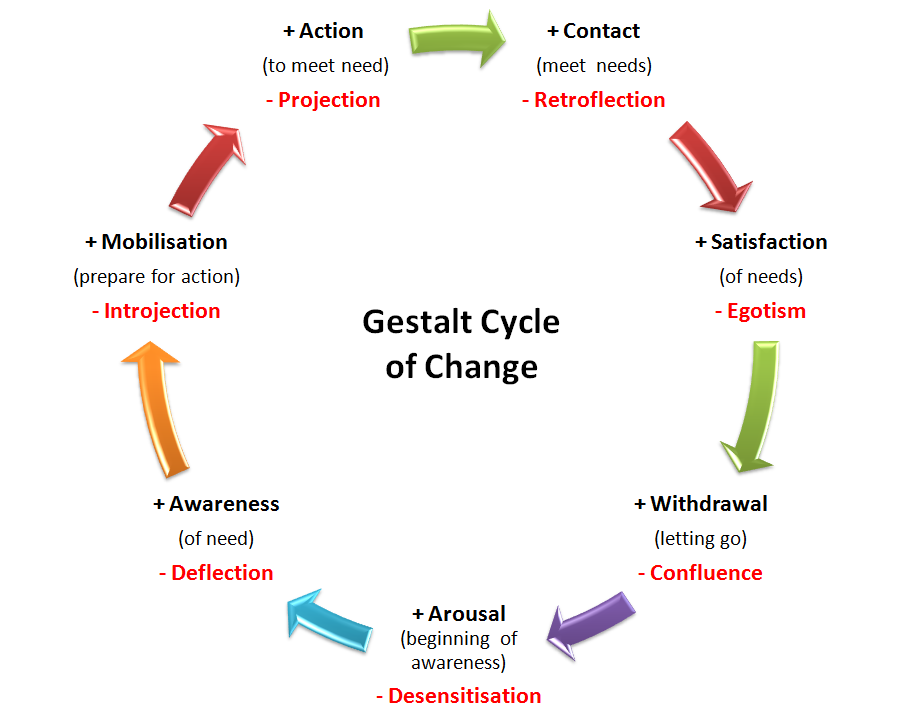 + Action
(to meet need)
- Projection
+ Contact
(meet needs)
- Retroflection
+ Satisfaction
(of needs)
- Egotism
+ Withdrawal
(letting go)
- Confluence
+ Arousal
(beginning of
awareness)
- Desensitisation
+ Awareness
(of need)
- Deflection
+ Mobilisation
(prepare for action)
- Introjection
Gestalt Cycle
of Change